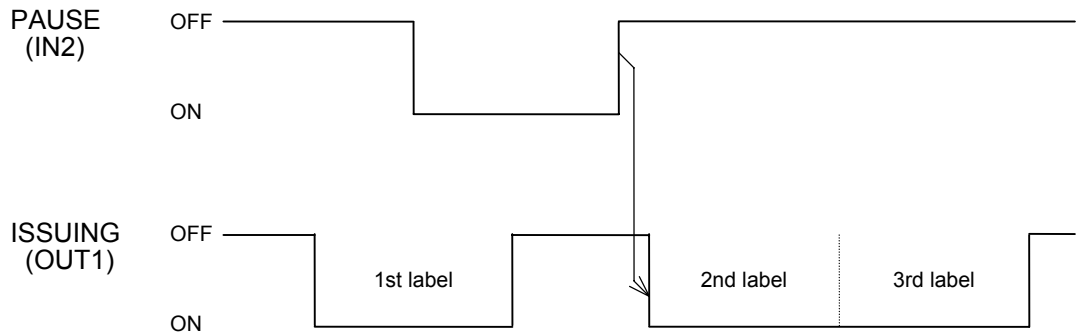 PAUSE OFF
(IN2)
ON
ISSUING OFF
(OUT1)
1st label 2nd label 3rd label
ON